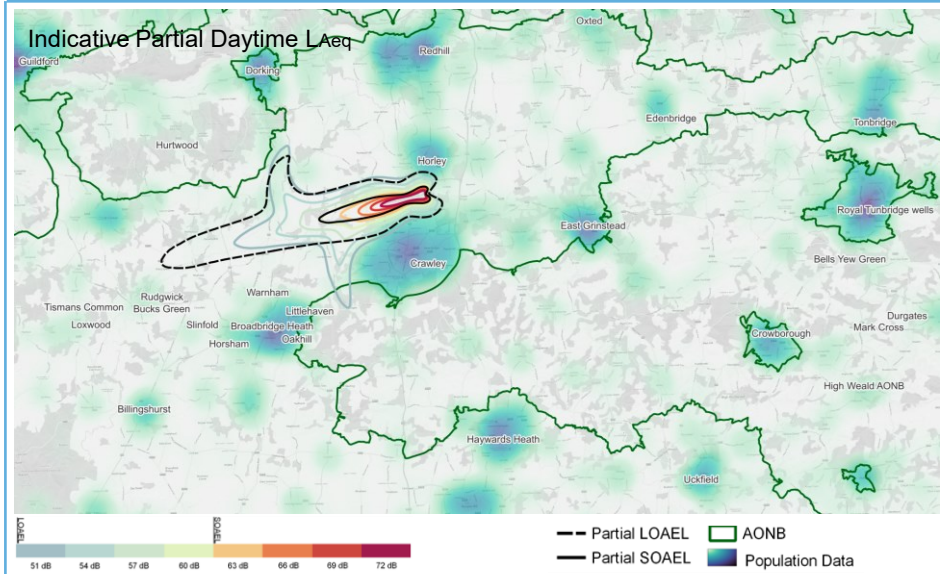 Indicative Partial Daytime LAeq
Oxted
Redhill
Guildford
Dorking
Edenbridge
Tonbridge
Hurtwood
Horley
Royal Tunbridge wells
East Grinstead
Bells Yew Green
Crawley
Warnham
Rudgwick
Tismans Common
Bucks Green
Littlehaven
Durgates
Loxwood
Slinfold
Broadbridge Heath
Mark Cross
Crowborough
Horsham
Oakhill
High Weald AONB
Billingshurst
Haywards Heath
Uckfield
LOAEL
SOAEL
51 dB 54 dB 57 dB 60 dB 63 dB 66 dB 69 dB 72 dB
Partial LOAEL
AONB
Partial SOAEL
Population Data